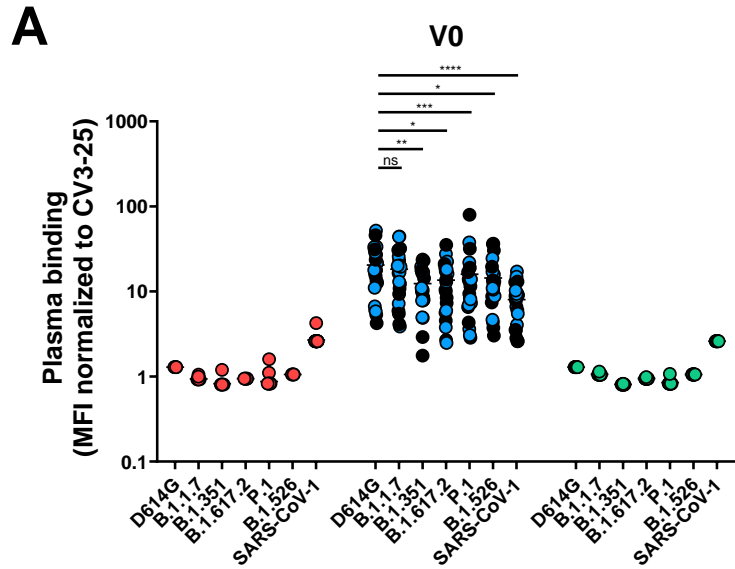 A
V0
****
*
***
*
**
ns
Plasma binding
(MFI normalized to CV3-25)
1000
100
10
1
0.1
D614G
B.1.1.7
B.1.351
B.1.617.2
P.1
B.1.526
SARS-CoV-1
D614G
B.1.1.7
B.1.351
B.1.617.2
P.1
B.1.526
SARS-CoV-1
D614G
B.1.1.7
B.1.351
B.1.617.2
P.1
B.1.526
SARS-CoV-1